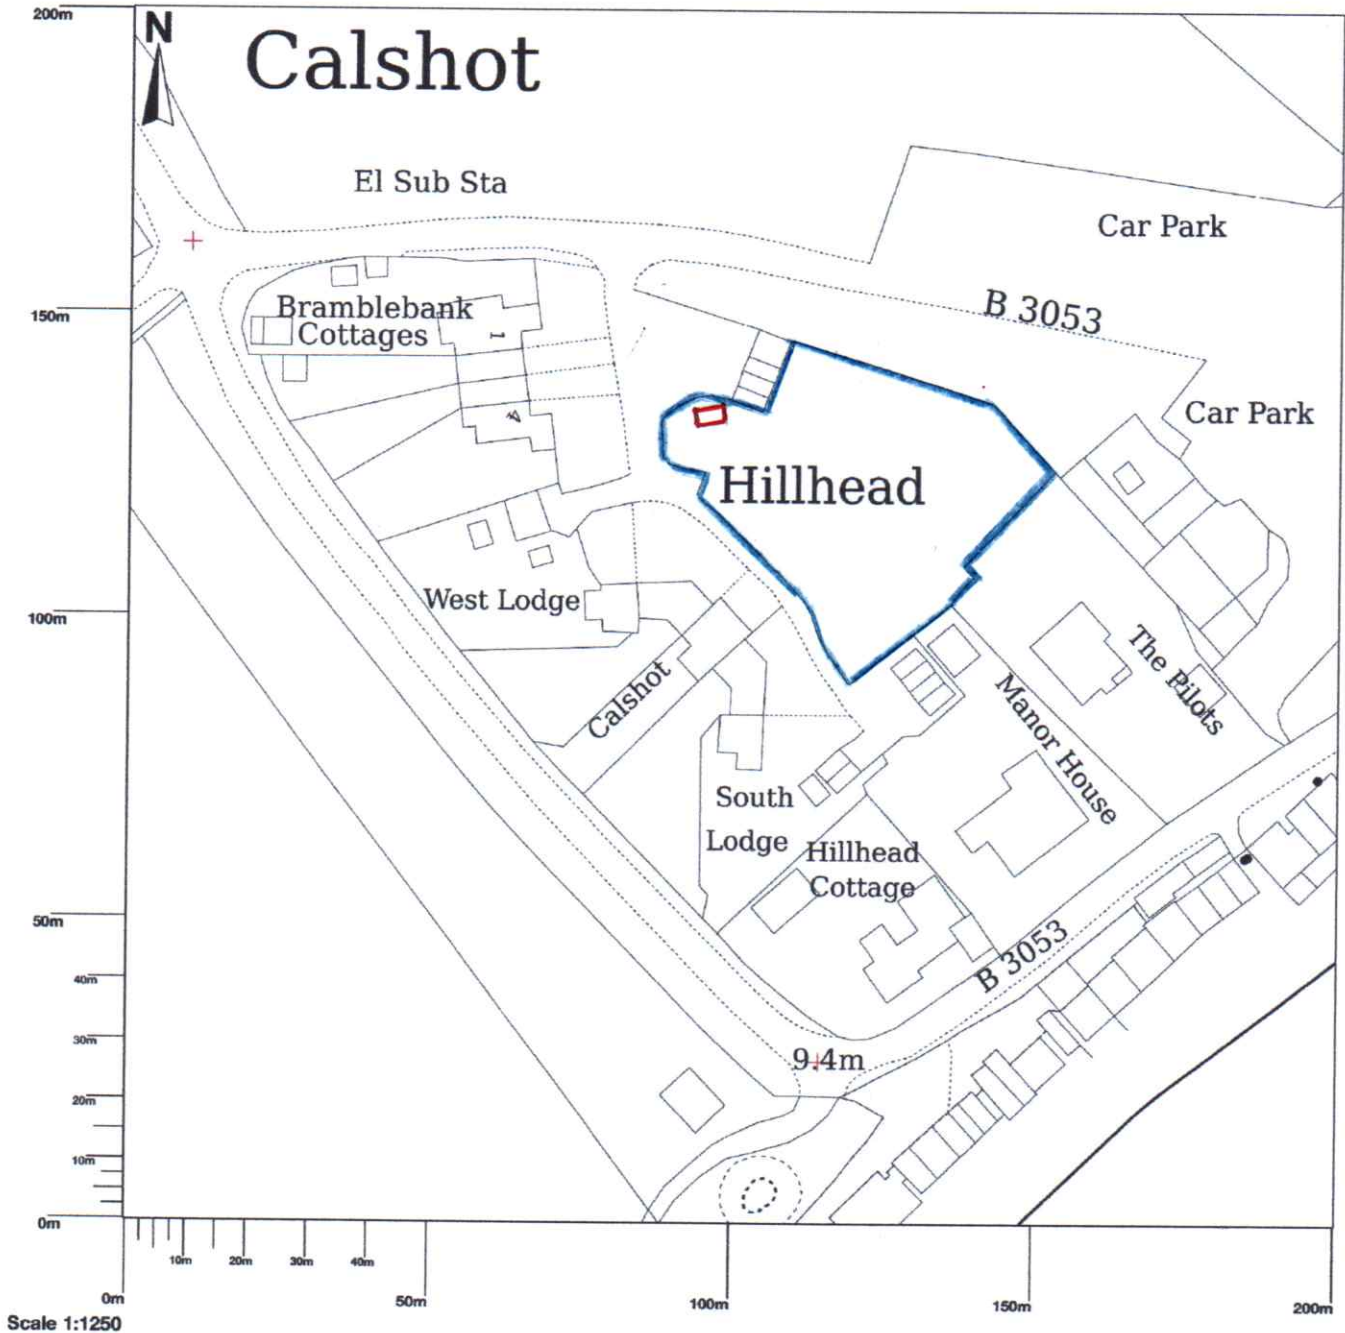 200m
N
Calshot
El Sub Sta
Car Park
B 3053
150m
Bramblebank
Cottages
1
4
Car Park
Hillhead
100m
West Lodge
Calshot
The Pilots
Manor House
South
Lodge
Hillhead
Cottage
50m
B 3053
40m
30m
9.4m
20m
10m
0m
10m
20m
30m
40m
0m
50m
100m
150m
200m
Scale 1:1250